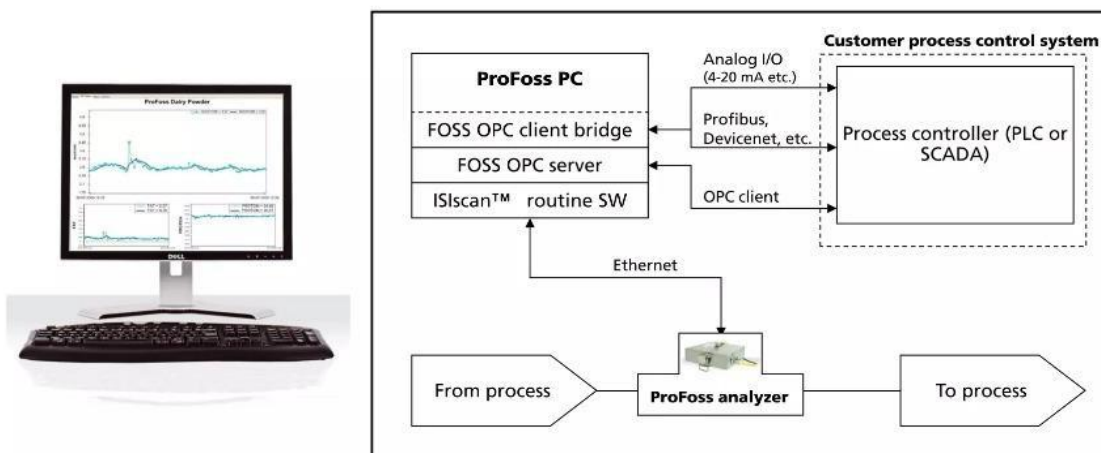 ProFoss Dairy Powder
DELL
ProFoss PC
FOSS OPC client bridge
FOSS OPC server
ISIscan™ routine SW
Analog I/O
(4-20 mA etc.)
Profibus,
Devicenet, etc.
OPC client
Customer process control system
Process controller (PLC or
SCADA)
Ethernet
From process
ProFoss analyzer
To process